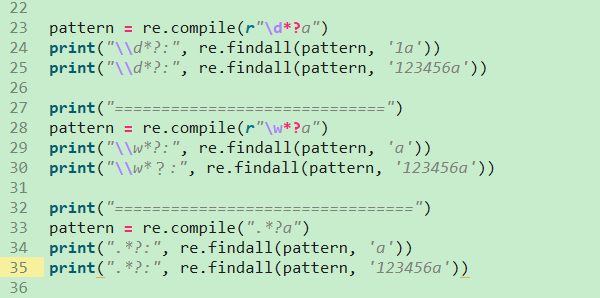 22
23 pattern = re.compile(r"\d*?a")
24 print("\\d*?:", re.findall(pattern, '1a'))
25 print("\\d*?:", re.findall(pattern, '123456a'))
26
27 print("=============================")
28 pattern = re.compile(r"\w*?a")
29 print("\\w*?:", re.findall(pattern, 'a'))
30 print("\\w*？:", re.findall(pattern, '123456a'))
31
32 print("================================")
33 pattern = re.compile(".*?a")
34 print(".*?:", re.findall(pattern, 'a'))
35 print(".*?:", re.findall(pattern, '123456a'))
36